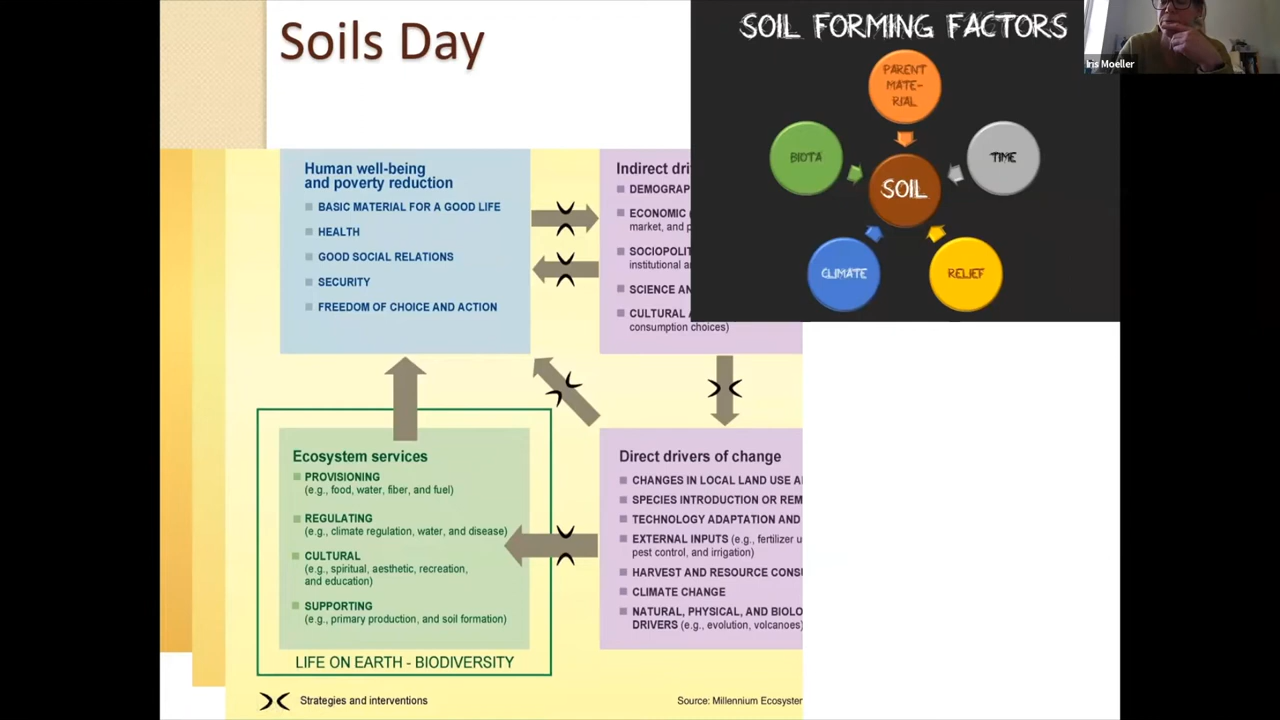 Soils Day
SOIL FORMING FACTORS
PARENT
MATE-
RIAL
BIOTA
TIME
SOIL
CLIMATE
RELIEF
Iris Moeller
Human well-being
and poverty reduction
BASIC MATERIAL FOR A GOOD LIFE
HEALTH
GOOD SOCIAL RELATIONS
SECURITY
FREEDOM OF CHOICE AND ACTION
Indirect
DEMOGRAP
ECONOMIC
market, and p
SOCIOPOLIT
institutional a
SCIENCE AN
CULTURAL
consumption choices)
Ecosystem services
PROVISIONING
(e.g., food, water, fiber, and fuel)
REGULATING
(e.g., climate regulation, water, and disease)
CULTURAL
(e.g., spiritual, aesthetic, recreation,
and education)
SUPPORTING
(e.g., primary production, and soil formation)
LIFE ON EARTH - BIODIVERSITY
Direct drivers of change
CHANGES IN LOCAL LAND USE
SPECIES INTRODUCTION OR REM
TECHNOLOGY ADAPTATION AND
EXTERNAL INPUTS (e.g., fertilizer u
pest control, and irrigation)
HARVEST AND RESOURCE CONSU
CLIMATE CHANGE
NATURAL, PHYSICAL, AND BIOLO
DRIVERS (e.g., evolution, volcanoes)
Strategies and interventions
Source: Millennium Ecosyster